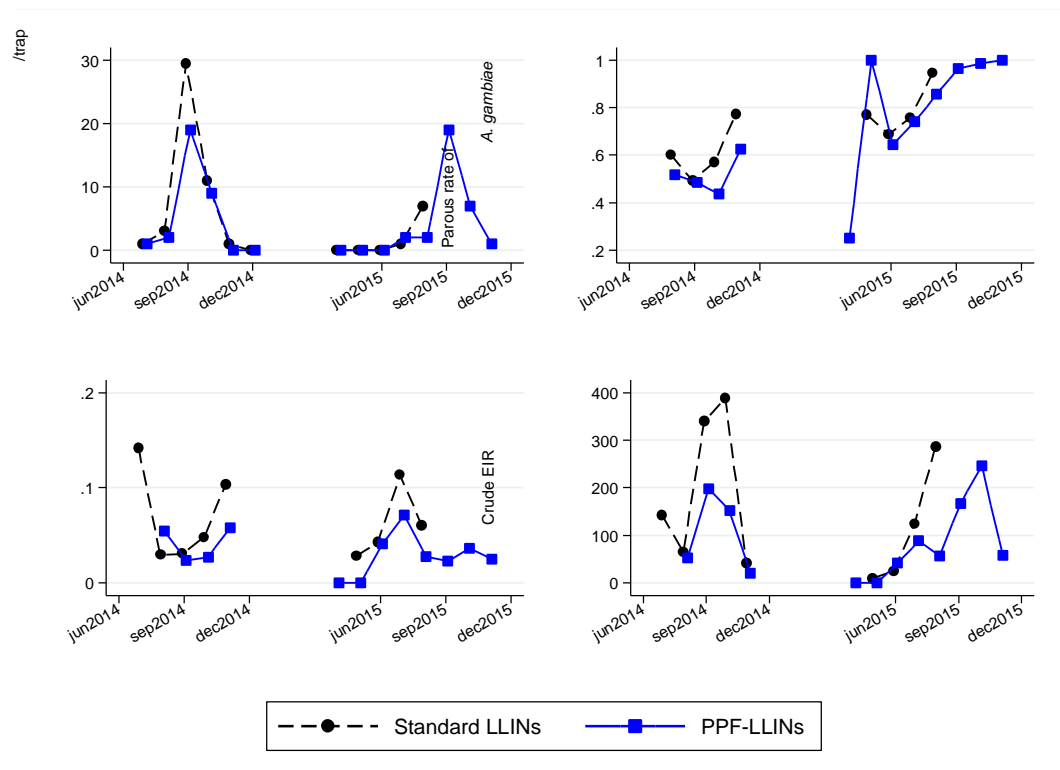 /trap
30
20
10
0
A. gambiae
Parous rate of
jun2014
sep2014
dec2014
jun2015
sep2015
dec2015
1
.8
.6
.4
.2
jun2014
sep2014
dec2014
jun2015
sep2015
dec2015
.2
.1
0
Crude EIR
jun2014
sep2014
dec2014
jun2015
sep2015
dec2015
400
300
200
100
0
jun2014
sep2014
dec2014
jun2015
sep2015
dec2015
Standard LLINs PPF-LLINs